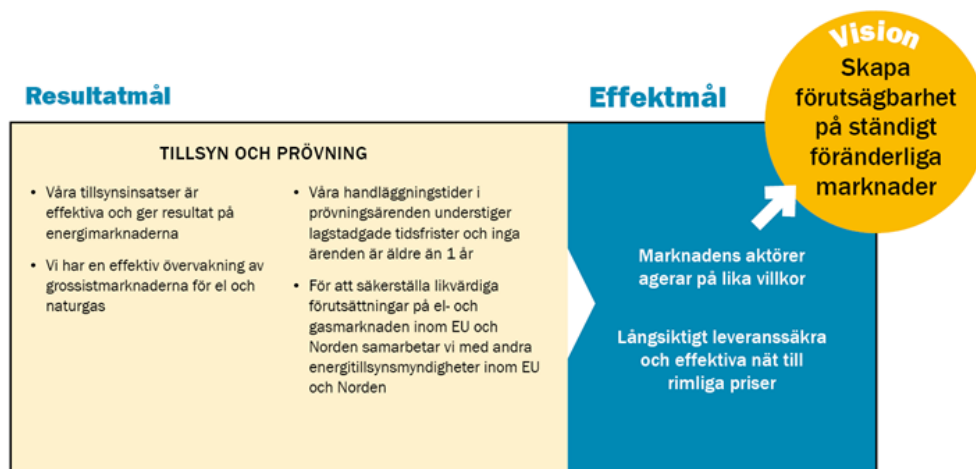 Resultatmål
TILLSYN OCH PRÖVNING
• Våra tillsynsinsatser är
effektiva och ger resultat på
energimarknaderna
• Vi har en effektiv övervakning av
grossistmarknaderna för el och
naturgas
• Våra handläggningstider i
prövningsärenden understiger
lagstadgade tidsfrister och inga
ärenden är äldre än 1 år
• För att säkerställa likvärdiga
förutsättningar på el- och
gasmarknaden inom EU och
Norden samarbetar vi med andra
energitillsynsmyndigheter inom EU
och Norden
Effektmål
Marknadens aktörer
agerar på lika villkor
Långsiktigt leveranssäkra
och effektiva nät till
rimliga priser
Vision
Skapa
förutsägbarhet
på ständigt
föränderliga
marknader